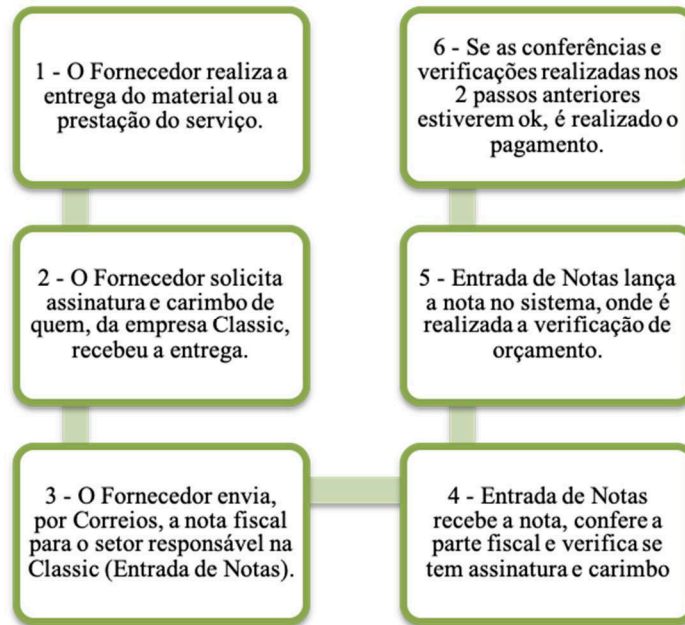 1 - O Fornecedor realiza a
entrega do material ou a
prestação do serviço.
2 - O Fornecedor solicita
assinatura e carimbo de
quem, da empresa Classic,
recebeu a entrega.
3 - O Fornecedor envia,
por Correios, a nota fiscal
para o setor responsável na
Classic (Entrada de Notas).
4 - Entrada de Notas
recebe a nota, confere a
parte fiscal e verifica se
tem assinatura e carimbo
5 - Entrada de Notas lança
a nota no sistema, onde é
realizada a verificação de
orçamento.
6 - Se as conferências e
verificações realizadas nos
2 passos anteriores
estiverem ok, é realizado o
pagamento.